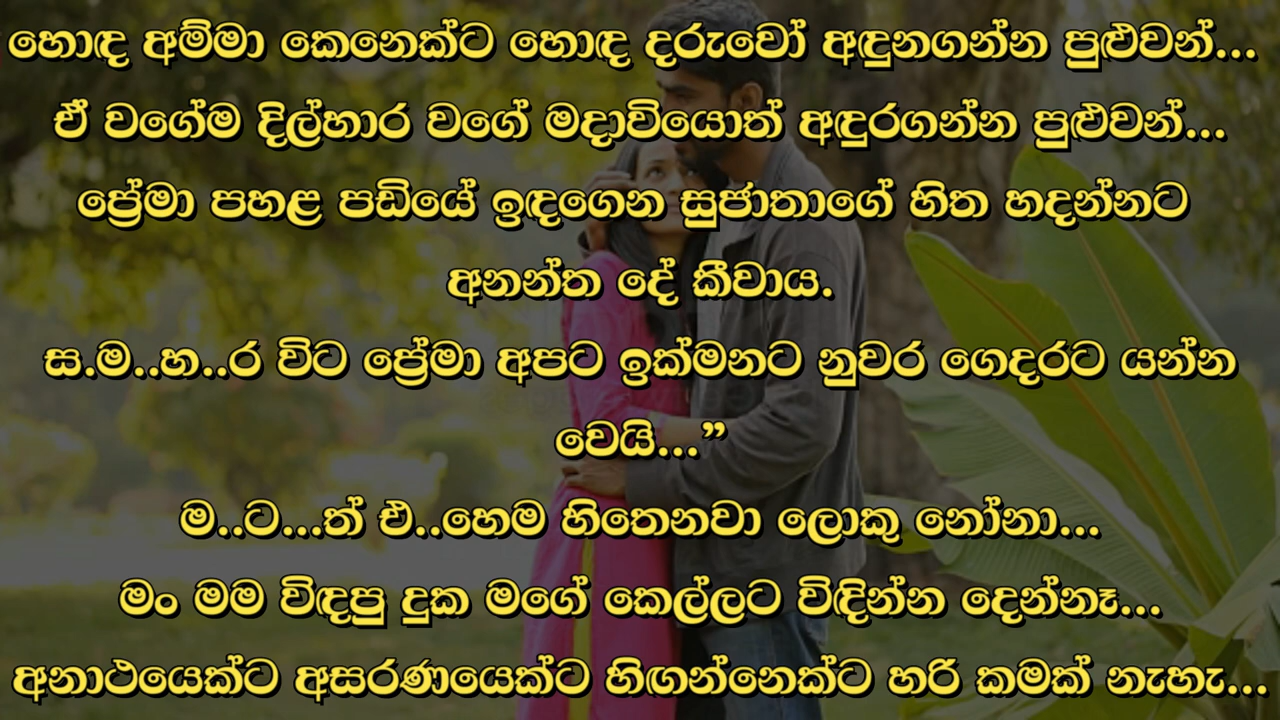 හොඳ අම්මා කෙනෙක්ට හොඳ දරුවෝ අඳුනගන්න පුළුවන්...
ඒ වගේම දිල්හාර වගේ මදාවියොත් අඳුරගන්න පුළුවන්...
ප්‍රේමා පහළ පඩියේ ඉඳගෙන සුජාතාගේ හිත හදන්නට
අනන්ත දේ කීවාය.
ස.ම..හ..ර විට ප්‍රේමා අපට ඉක්මනට නුවර ගෙදරට යන්න
වෙයි...”
ම..ට...ත් එ..හෙම හිතෙනවා ලොකු නෝනා...
මං මම විඳපු දුක මගේ කෙල්ලට විඳින්න දෙන්නෑ...
අනාථයෙක්ට අසරණයෙක්ට හිඟන්නෙක්ට හරි කමක් නැහැ...